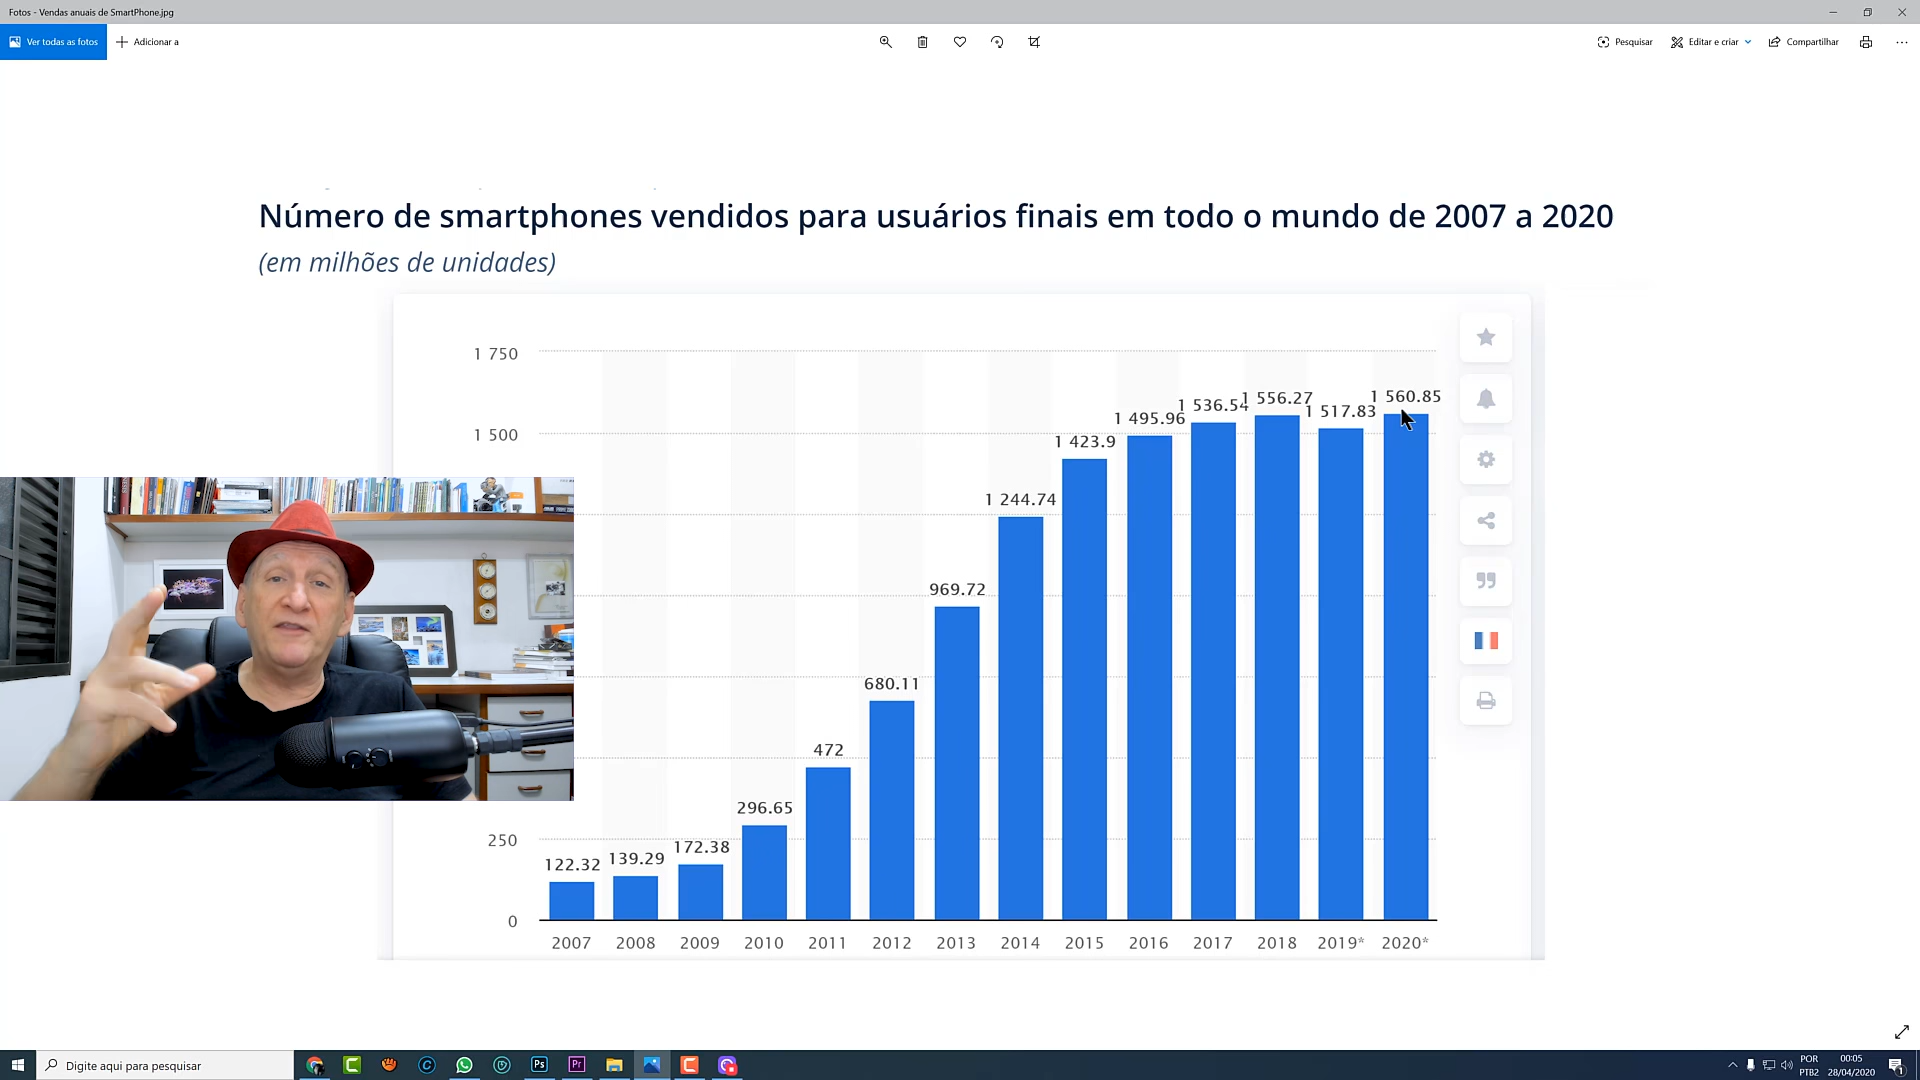 Fotos - Vendas anuais de SmartPhone.jpg
Ver todas as fotos
Adicionar a
Pesquisar
Editar e criar
Compartilhar
Número de smartphones vendidos para usuários finais em todo o mundo de 2007 a 2020
(em milhões de unidades)
1 750
1 500
250
0
122.32
139.29
172.38
296.65
472
680.11
969.72
1 244.74
1 423.9
1 495.96
1 536.54
1 556.27
1 517.83
1 560.85
2007 2008 2009 2010 2011 2012 2013 2014 2015 2016 2017 2018 2019* 2020*
Digite aqui para pesquisar
Ps
Pr
POR
PTB2
00:05
28/04/2020
1